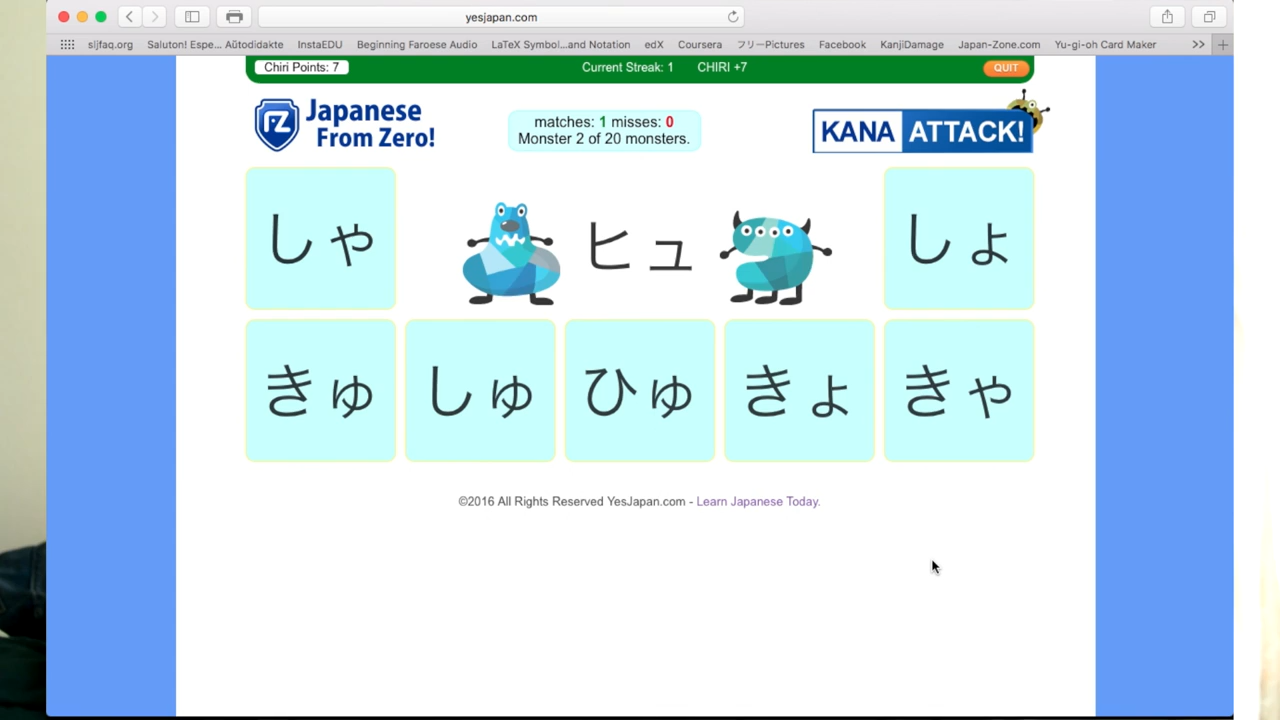 yesjapan.com
sljfaq.org Saluton! Espe... Aŭtodidakte InstaEDU Beginning Faroese Audio LaTeX Symbol...and Notation edX Coursera フリーPictures Facebook KanjiDamage Japan-Zone.com Yu-gi-oh Card Maker >>
Chiri Points: 7 Current Streak: 1 CHIRI +7 QUIT
FZ Japanese From Zero!
matches: 1 misses: 0
Monster 2 of 20 monsters.
KANA ATTACK!
しゃ ヒュ しょ
きゅ しゅ ひゅ きょ きゃ
©2016 All Rights Reserved YesJapan.com - Learn Japanese Today.